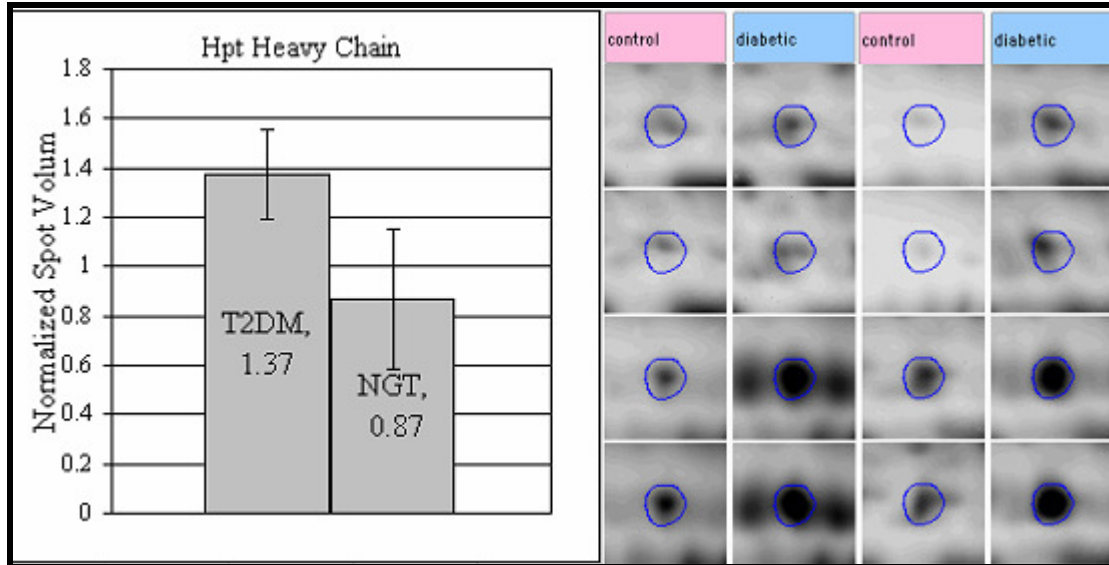 Hpt Heavy Chain
Normalized Spot Volum
1.8
1.6
1.4
1.2
1
0.8
0.6
0.4
0.2
0
T2DM,
1.37
NGT,
0.87
control diabetic control diabetic